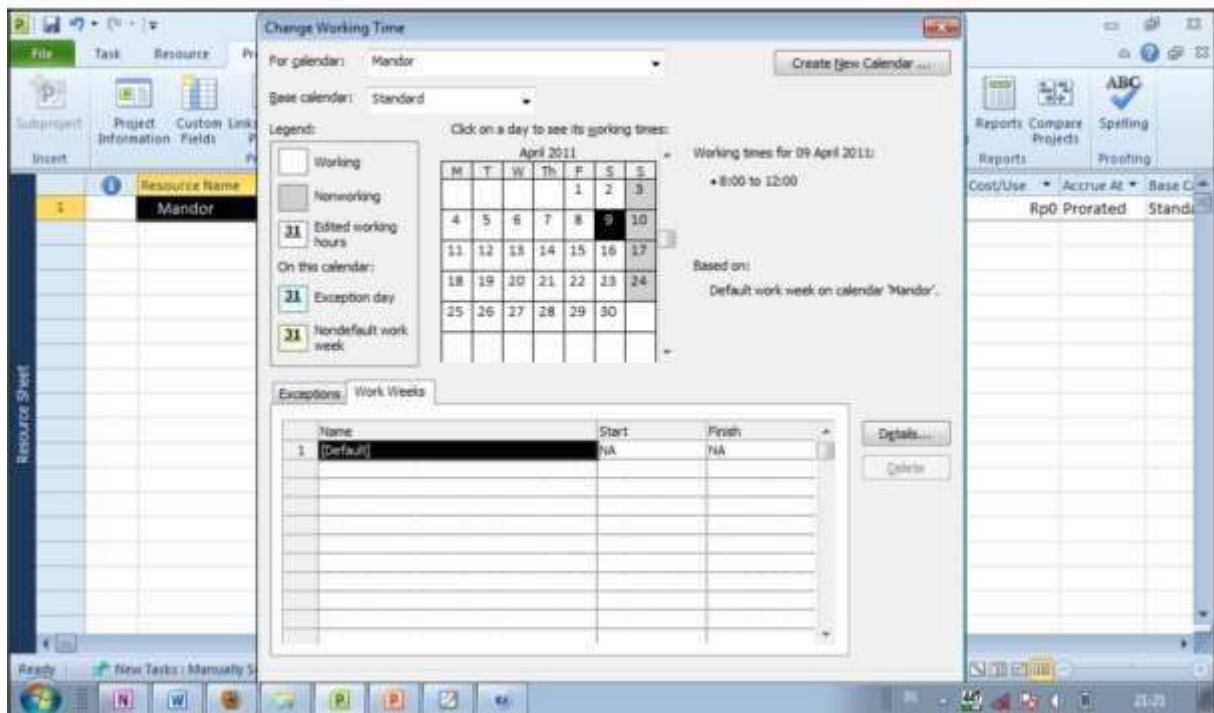 P
Change Working Time
File Task Resource
For calendar: Mandor
Create New Calendar ...
Base calendar: Standard
Subproject
Insert
Project Information
Custom Fields
Reports
Compare Projects
ABC
Spelling
Reports
Proofing
Legend:
Working
Nonworking
31 Edited working hours
On this calendar:
31 Exception day
31 Nondefault work week
Click on a day to see its working times:
April 2011
M T W Th F S S
1 2 3
4 5 6 7 8 9 10
11 12 13 14 15 16 17
18 19 20 21 22 23 24
25 26 27 28 29 30
Working times for 09 April 2011:
• 8:00 to 12:00
Based on:
Default work week on calendar 'Mandor'.
Resource Name
Cost/Use Accrue At
1 Mandor
Rp0 Prorated
Resource Sheet
Exceptions Work Weeks
Name Start Finish
1 [Default] NA NA
Details...
Delete
Ready
New Tasks : Manually
N W P P
21:21